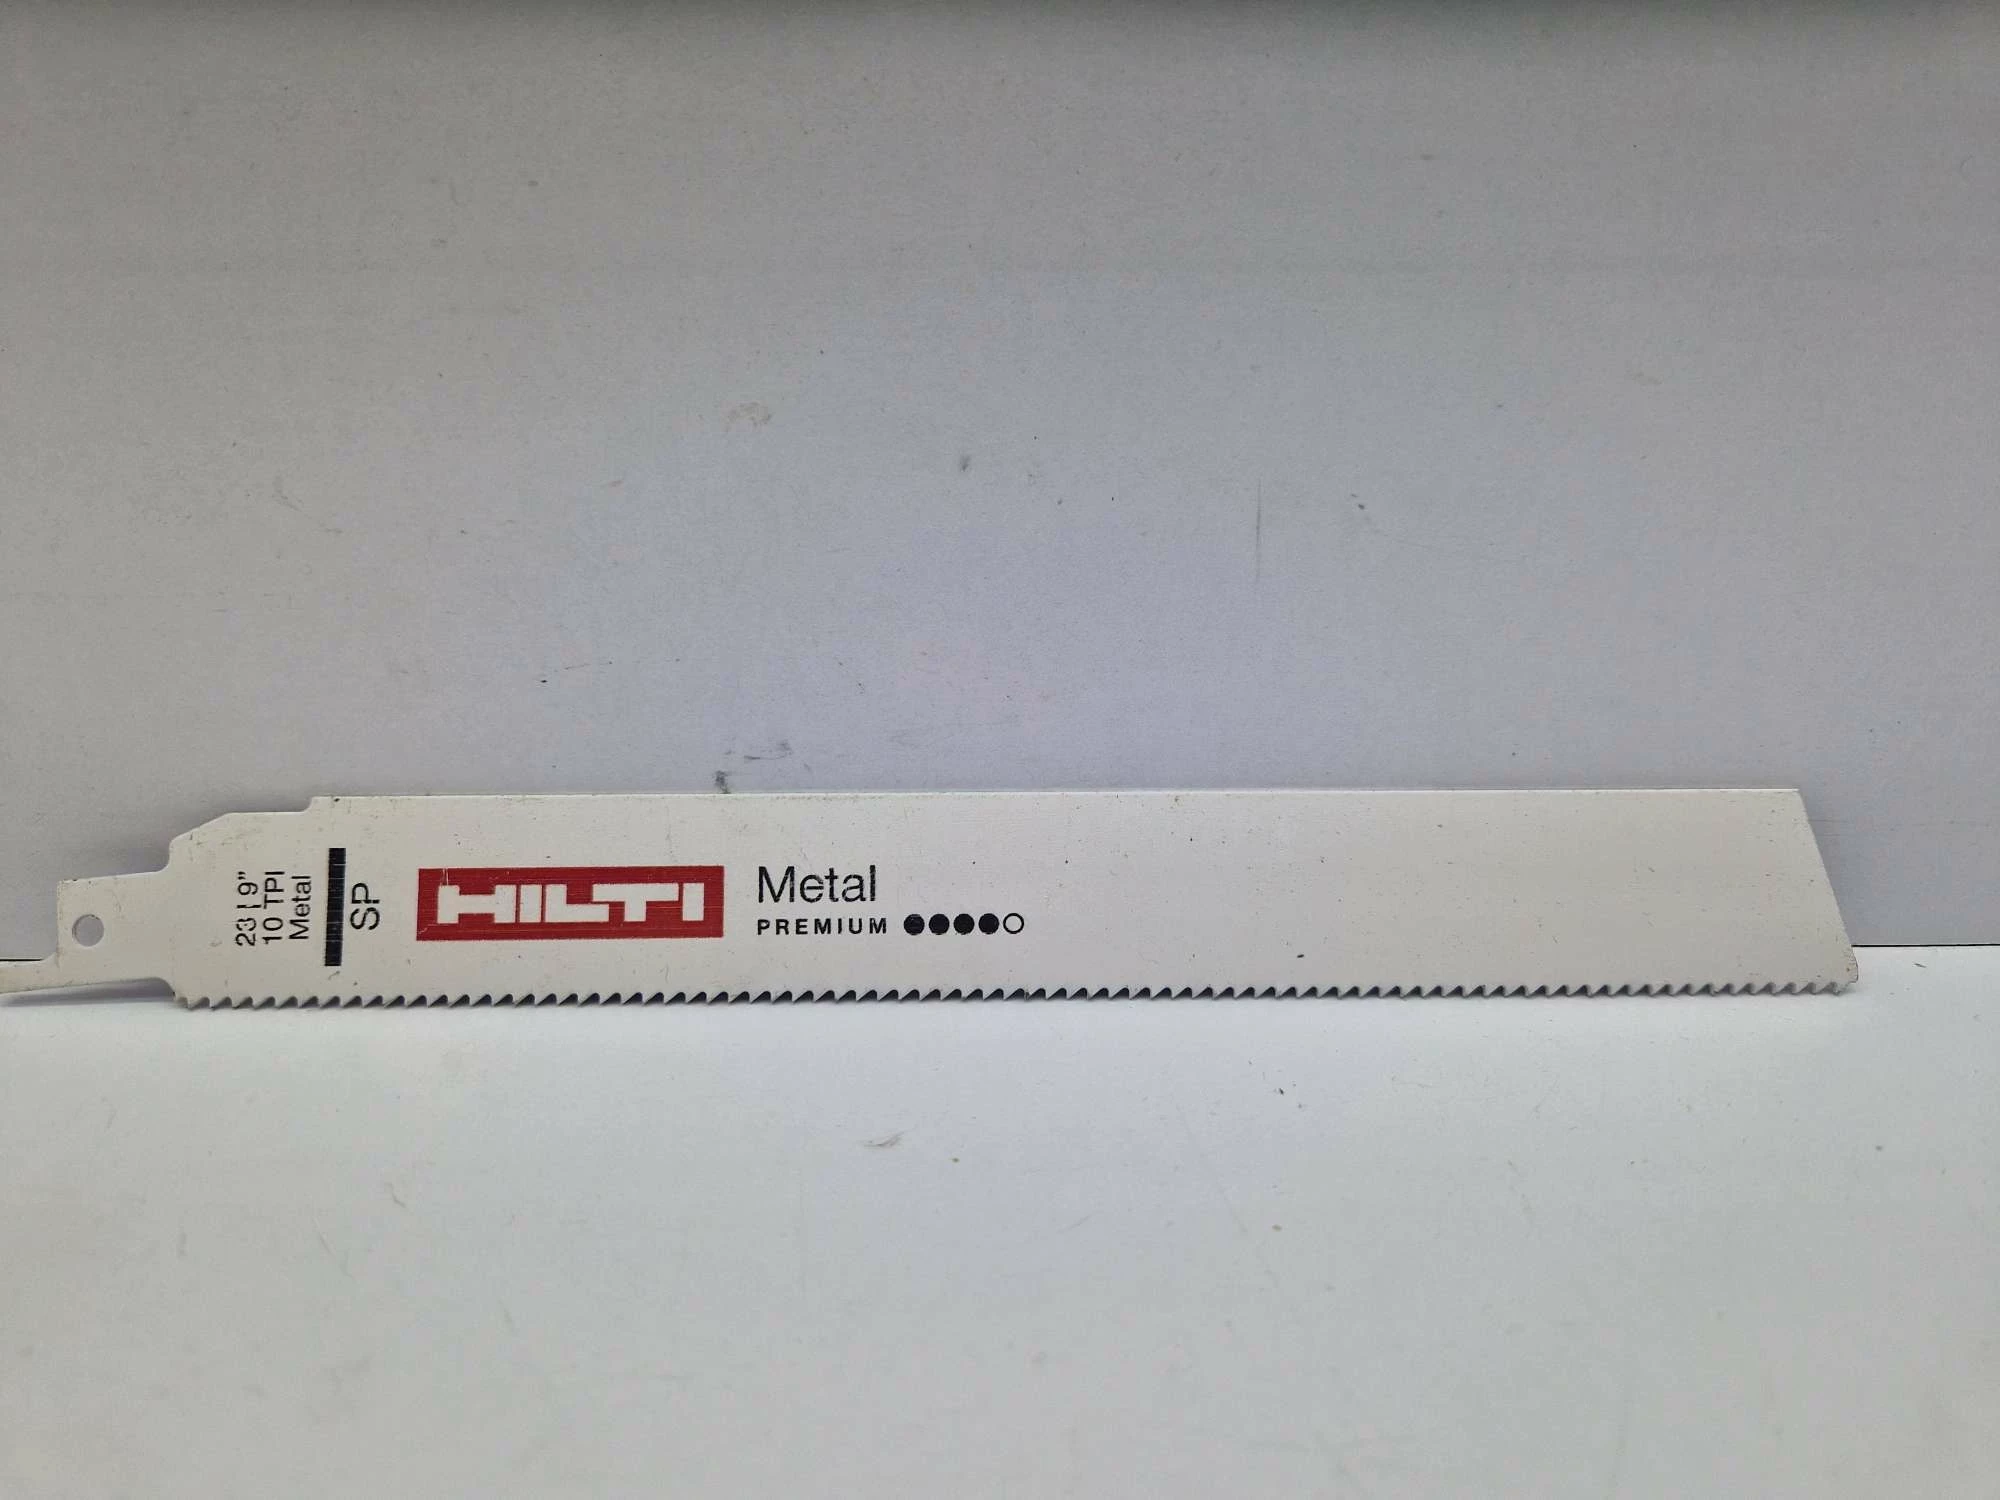 23 | 9"
10 TPI
Metal
SP
HILTI
Metal
PREMIUM